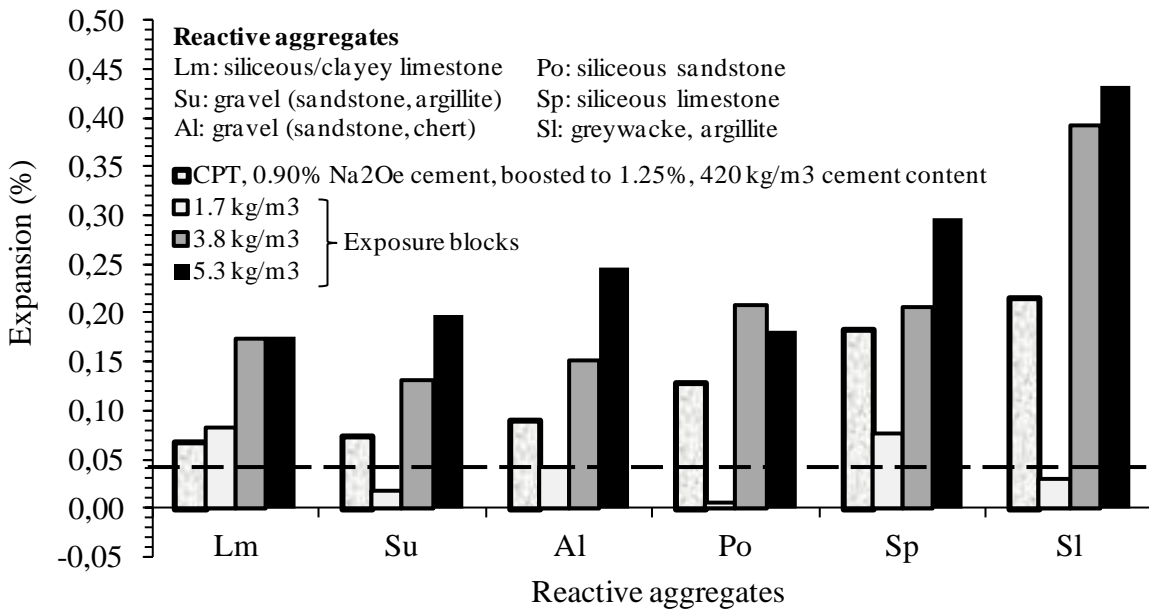 0,50
0,45
0,40
0,35
0,30
0,25
0,20
0,15
0,10
0,05
0,00
-0,05
Expansion (%)
Reactive aggregates
Lm: siliceous/clayey limestone
Su: gravel (sandstone, argillite)
Al: gravel (sandstone, chert)
Po: siliceous sandstone
Sp: siliceous limestone
Sl: greywacke, argillite
CPT, 0.90% Na2Oe cement, boosted to 1.25%, 420 kg/m3 cement content
1.7 kg/m3
3.8 kg/m3
5.3 kg/m3
Exposure blocks
Lm Su Al Po Sp Sl
Reactive aggregates